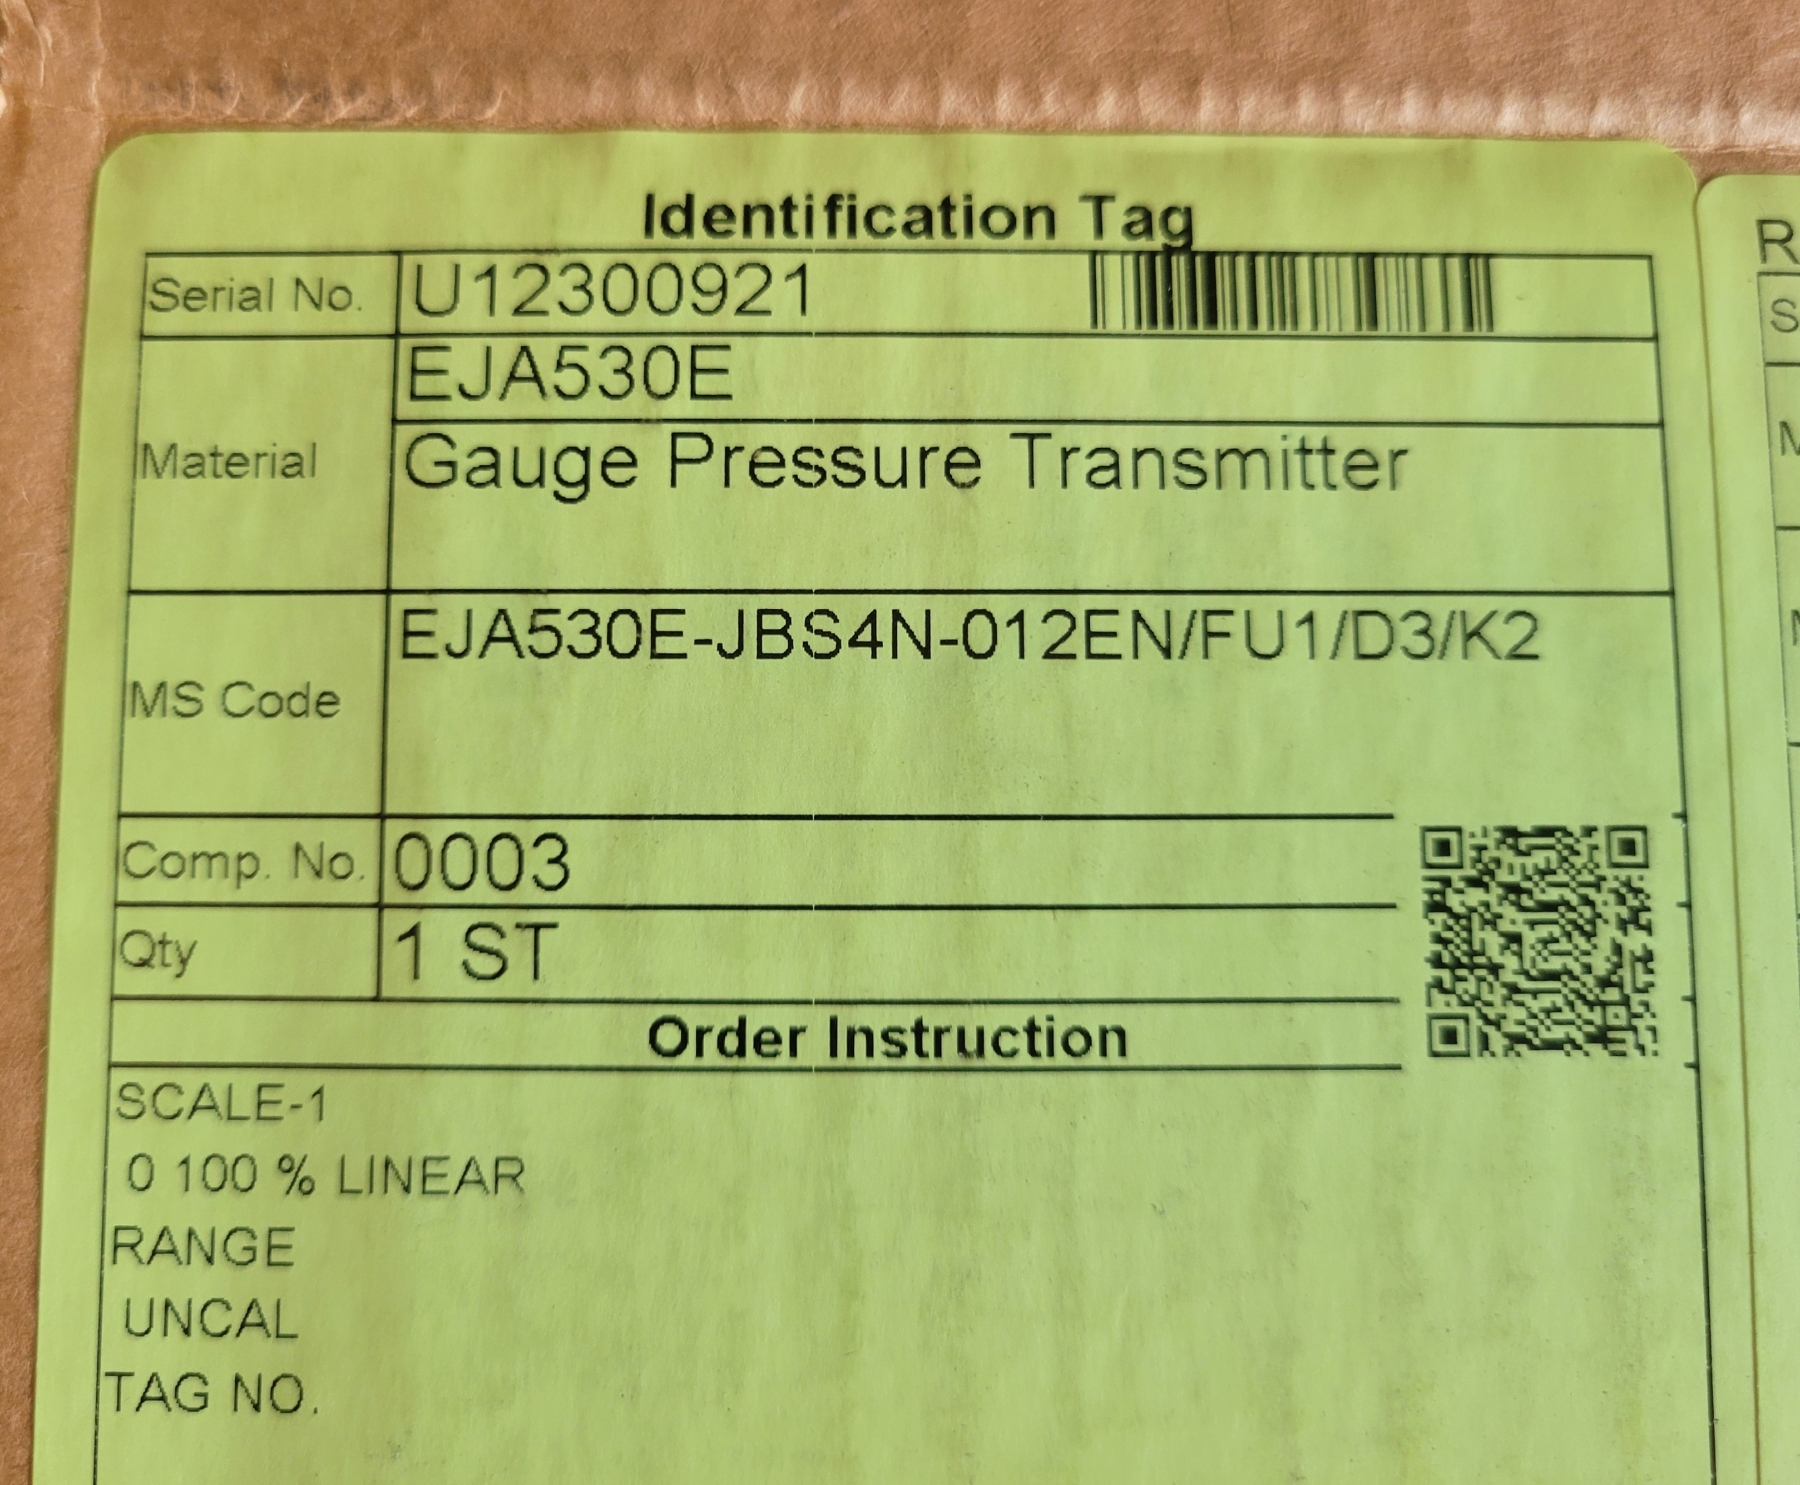 Identification Tag
Serial No. U12300921
EJA530E
Material Gauge Pressure Transmitter
EJA530E-JBS4N-012EN/FU1/D3/K2
MS Code
Comp. No. 0003
Qty 1 ST
Order Instruction
SCALE-1
0 100 % LINEAR
RANGE
UNCAL
TAG NO.